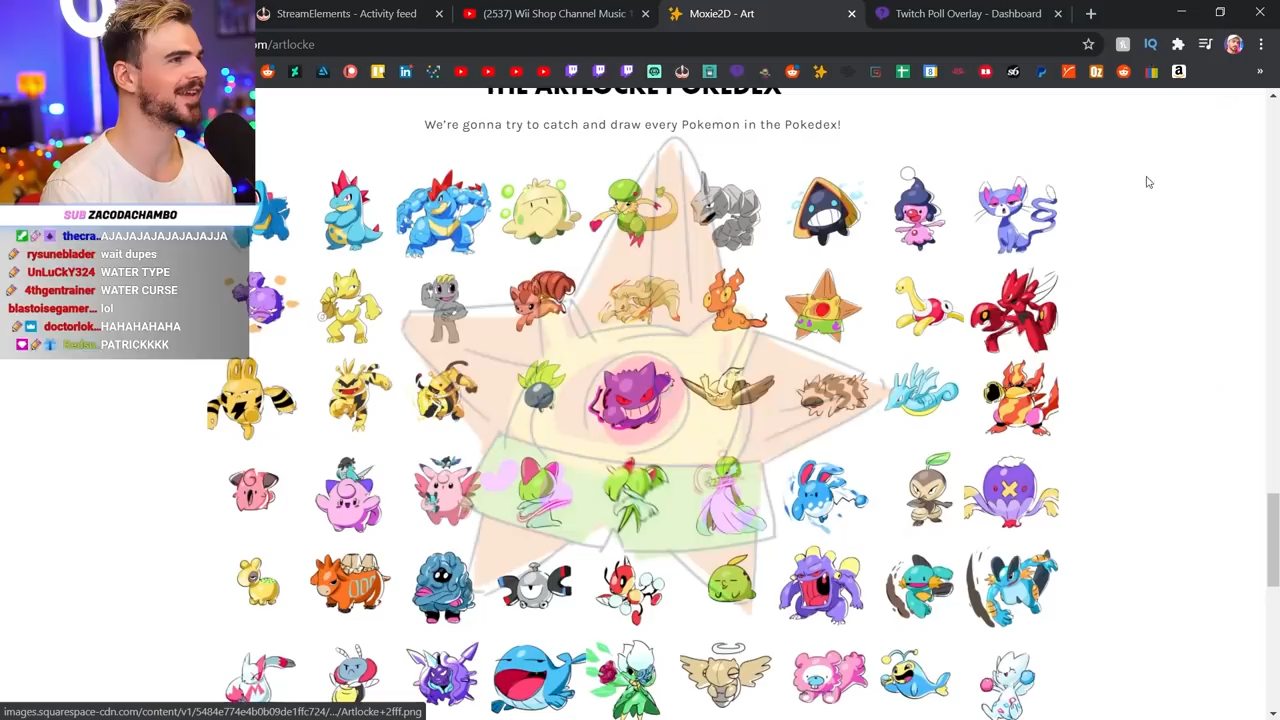 StreamElements - Activity feed
(2537) Wii Shop Channel Music
Moxie2D - Art
Twitch Poll Overlay - Dashboard
om/artlocke
THE ARTLOCKE POKEDEX
We're gonna try to catch and draw every Pokemon in the Pokedex!
SUB ZACODACHAMBO
thecra.. AJAJAJAJAJAJAJJA
rysuneblader wait dupes
UnLuCkY324 WATER TYPE
4thgentrainer WATER CURSE
blastoisegamer... lol
doctorlok... HAHAHAHAHA
Redsn. PATRICKKKK
images.squarespace-cdn.com/content/v1/5484e774e4b0b09de1ffc724/.../Artlocke+2fff.png